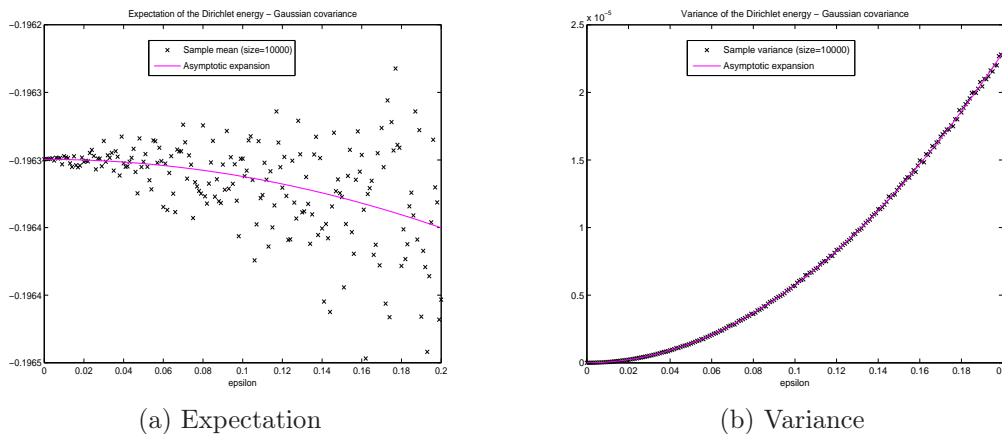 Expectation of the Dirichlet energy – Gaussian covariance
−0.1962
−0.1963
−0.1963
−0.1964
−0.1964
−0.1965
× Sample mean (size=10000)
Asymptotic expansion
0 0.02 0.04 0.06 0.08 0.1 0.12 0.14 0.16 0.18 0.2
epsilon
(a) Expectation
Variance of the Dirichlet energy – Gaussian covariance
x 10⁻⁵
2.5
2
1.5
1
0.5
0
× Sample variance (size=10000)
Asymptotic expansion
0 0.02 0.04 0.06 0.08 0.1 0.12 0.14 0.16 0.18 0.2
epsilon
(b) Variance